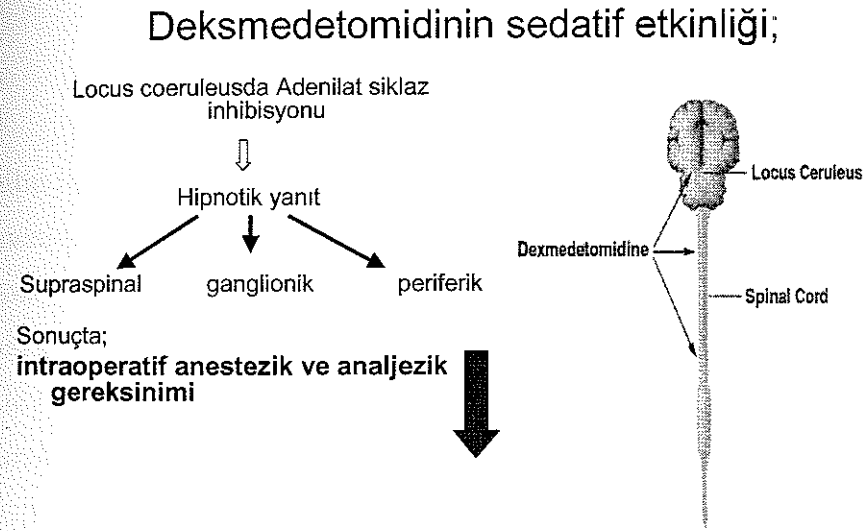 Deksmedetomidinin sedatif etkinliği;
Locus coeruleusda Adenilat siklaz
inhibisyonu
Hipnotik yanıt
Supraspinal
ganglionik
periferik
Sonuçta;
intraoperatif anestezik ve analjezik
gereksinimi
Locus Ceruleus
Dexmedetomidine
Spinal Cord